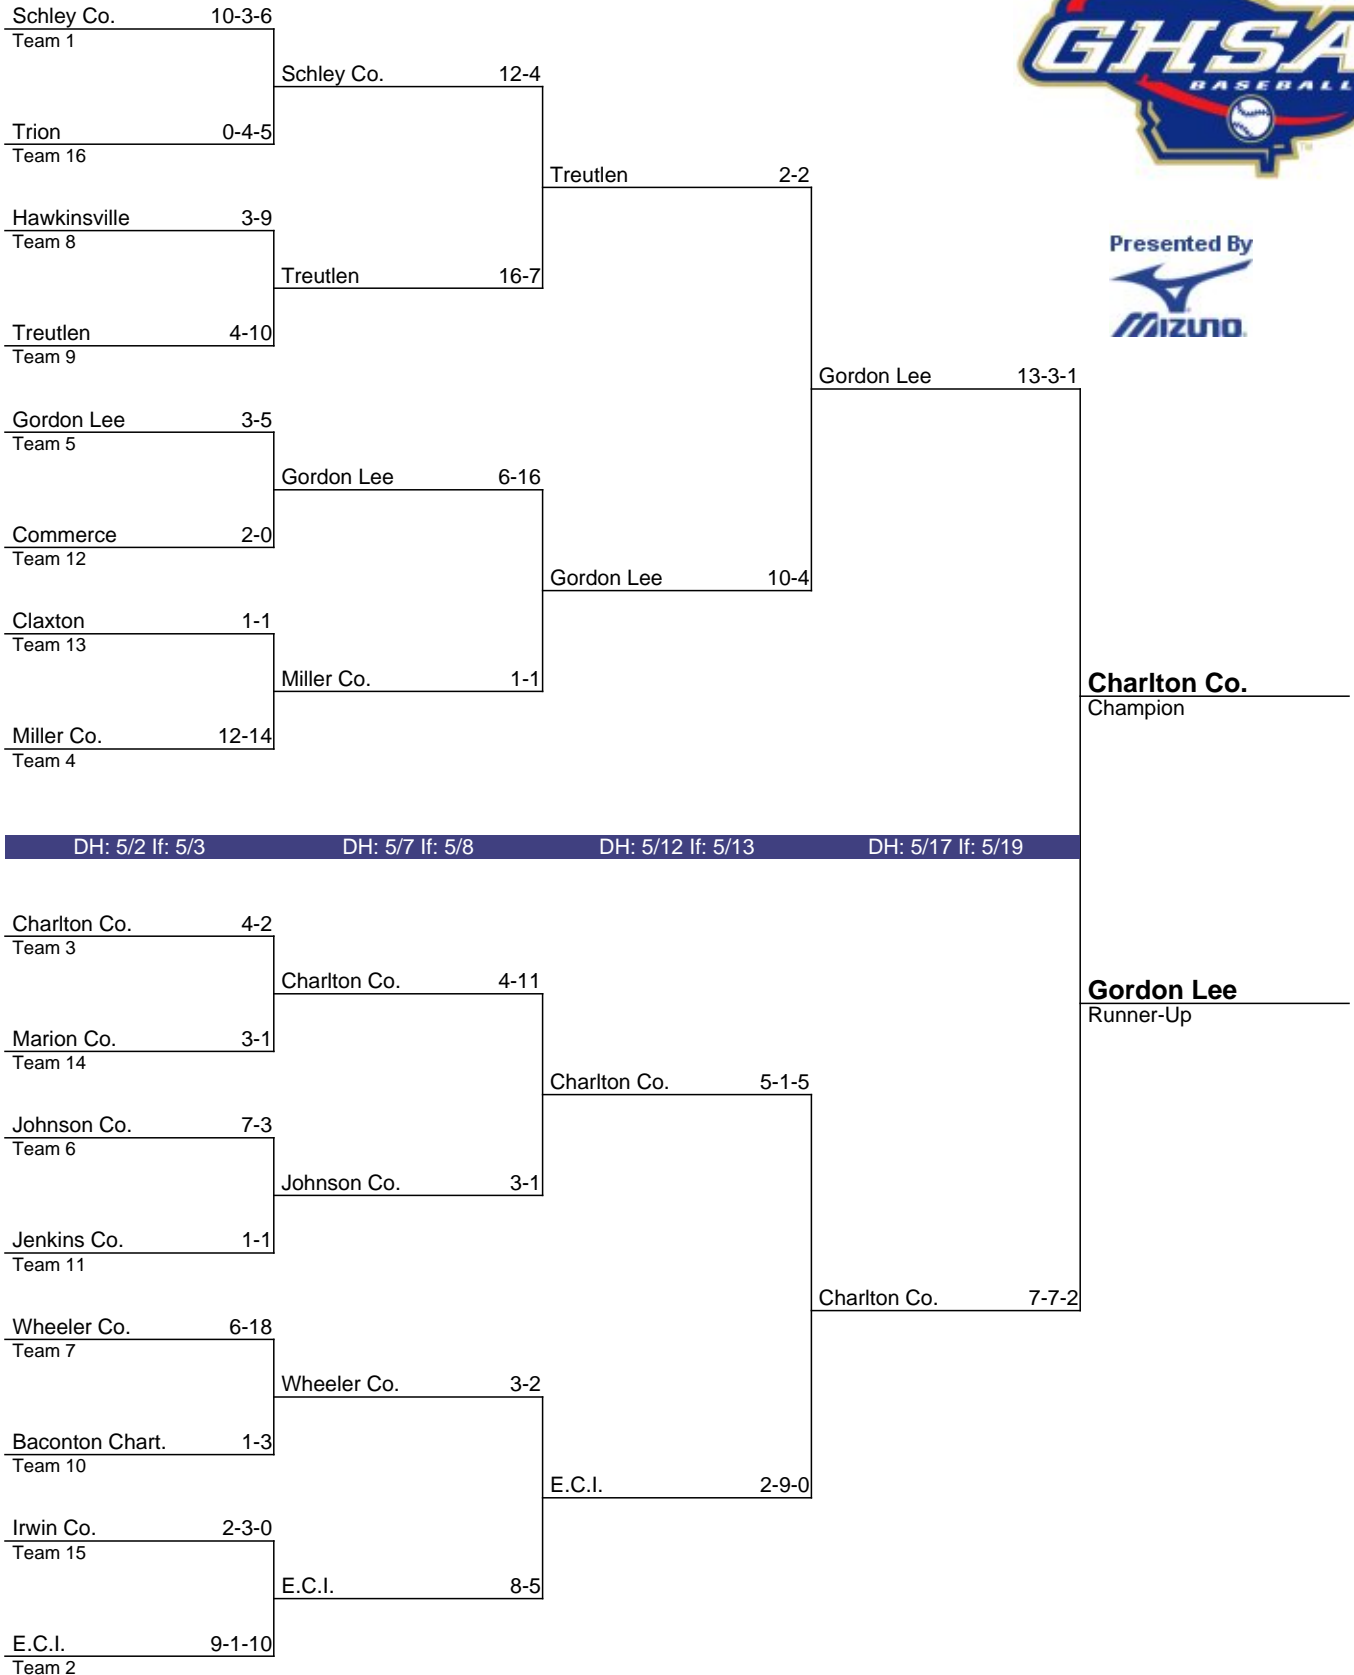 Schley Co. 10-3-6
Team 1
Schley Co. 12-4
Trion 0-4-5
Team 16
Treutlen 2-2
Hawkinsville 3-9
Team 8
Treutlen 16-7
Treutlen 4-10
Team 9
Gordon Lee 13-3-1
Gordon Lee 3-5
Team 5
Gordon Lee 6-16
Commerce 2-0
Team 12
Gordon Lee 10-4
Claxton 1-1
Team 13
Miller Co. 1-1
Miller Co. 12-14
Team 4
GHSA
BASEBALL
TM
Presented By
MIZUNO
Charlton Co.
Champion
DH: 5/2 If: 5/3 DH: 5/7 If: 5/8 DH: 5/12 If: 5/13 DH: 5/17 If: 5/19
Charlton Co. 4-2
Team 3
Charlton Co. 4-11
Gordon Lee
Runner-Up
Marion Co. 3-1
Team 14
Charlton Co. 5-1-5
Johnson Co. 7-3
Team 6
Johnson Co. 3-1
Jenkins Co. 1-1
Team 11
Charlton Co. 7-7-2
Wheeler Co. 6-18
Team 7
Wheeler Co. 3-2
Baconton Chart. 1-3
Team 10
E.C.I. 2-9-0
Irwin Co. 2-3-0
Team 15
E.C.I. 8-5
E.C.I. 9-1-10
Team 2